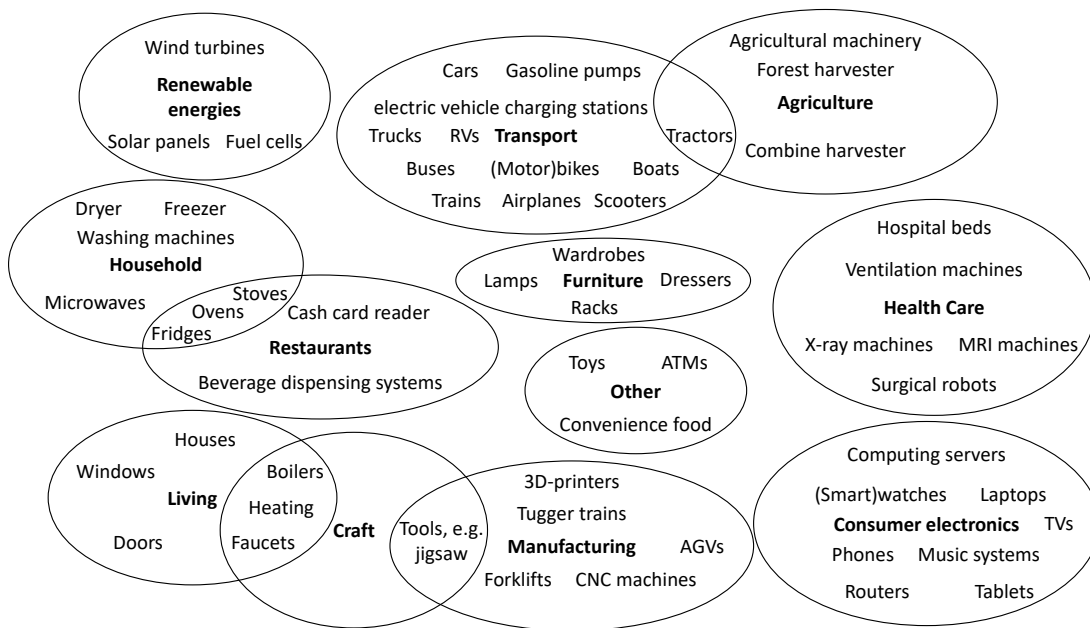 Wind turbines
Renewable
energies
Solar panels Fuel cells
Cars Gasoline pumps
electric vehicle charging stations
Trucks RVs Transport
Buses (Motor)bikes Boats
Trains Airplanes Scooters
Tractors
Agricultural machinery
Forest harvester
Agriculture
Combine harvester
Dryer Freezer
Washing machines
Household
Microwaves
Stoves
Ovens
Fridges
Cash card reader
Restaurants
Beverage dispensing systems
Wardrobes
Lamps Furniture Dressers
Racks
Toys ATMs
Other
Convenience food
Hospital beds
Ventilation machines
Health Care
X-ray machines MRI machines
Surgical robots
Houses
Windows
Living
Doors
Boilers
Heating
Faucets
Craft
Tools, e.g.
jigsaw
3D-printers
Tugger trains
Manufacturing AGVs
Forklifts CNC machines
Computing servers
(Smart)watches Laptops
Consumer electronics TVs
Phones Music systems
Routers Tablets